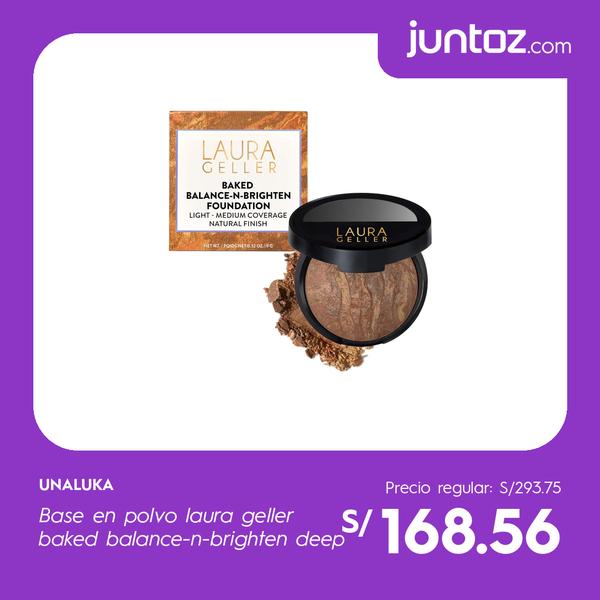 juntoz.com
LAURA
GELLER
BAKED
BALANCE-N-BRIGHTEN
FOUNDATION
LIGHT - MEDIUM COVERAGE
NATURAL FINISH
LAURA
GELLER
UNALUKA
Precio regular: S/293.75
Base en polvo laura geller
baked balance-n-brighten deep
S/168.56